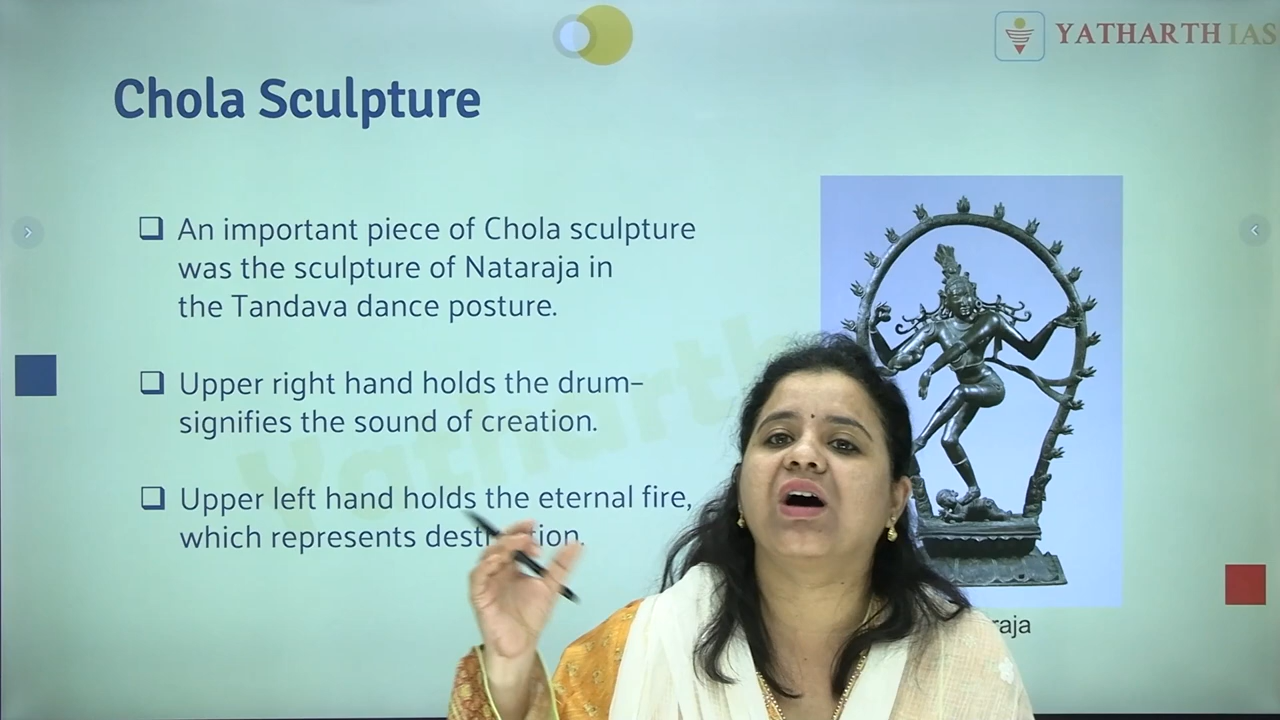 YATHARTH IAS
Chola Sculpture
❑ An important piece of Chola sculpture
was the sculpture of Nataraja in
the Tandava dance posture.
❑ Upper right hand holds the drum–
signifies the sound of creation.
❑ Upper left hand holds the eternal fire,
which represents
Yatharth